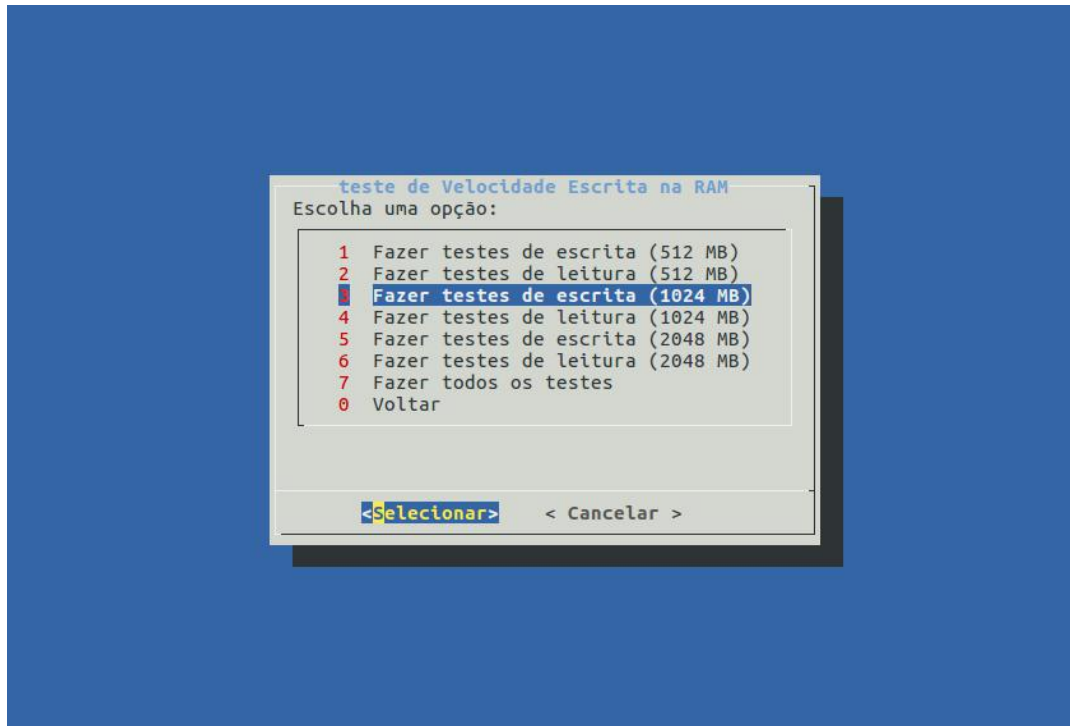 teste de Velocidade Escrita na RAM
Escolha uma opção:
1 Fazer testes de escrita (512 MB)
2 Fazer testes de leitura (512 MB)
3 Fazer testes de escrita (1024 MB)
4 Fazer testes de leitura (1024 MB)
5 Fazer testes de escrita (2048 MB)
6 Fazer testes de leitura (2048 MB)
7 Fazer todos os testes
0 Voltar
<Selecionar> < Cancelar >